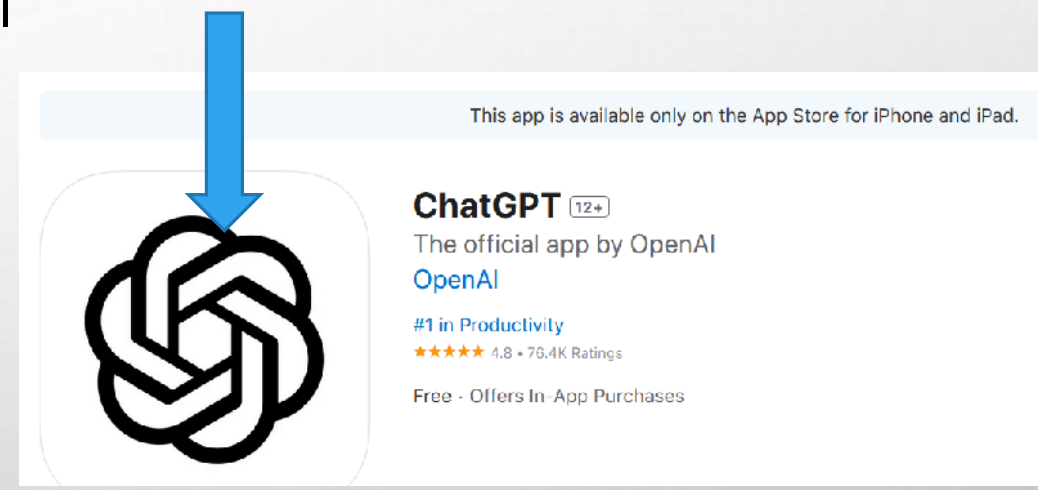 This app is available only on the App Store for iPhone and iPad.
ChatGPT 12+
The official app by OpenAI
OpenAI
#1 in Productivity
★★★★★ 4.8 • 76.4K Ratings
Free · Offers In-App Purchases